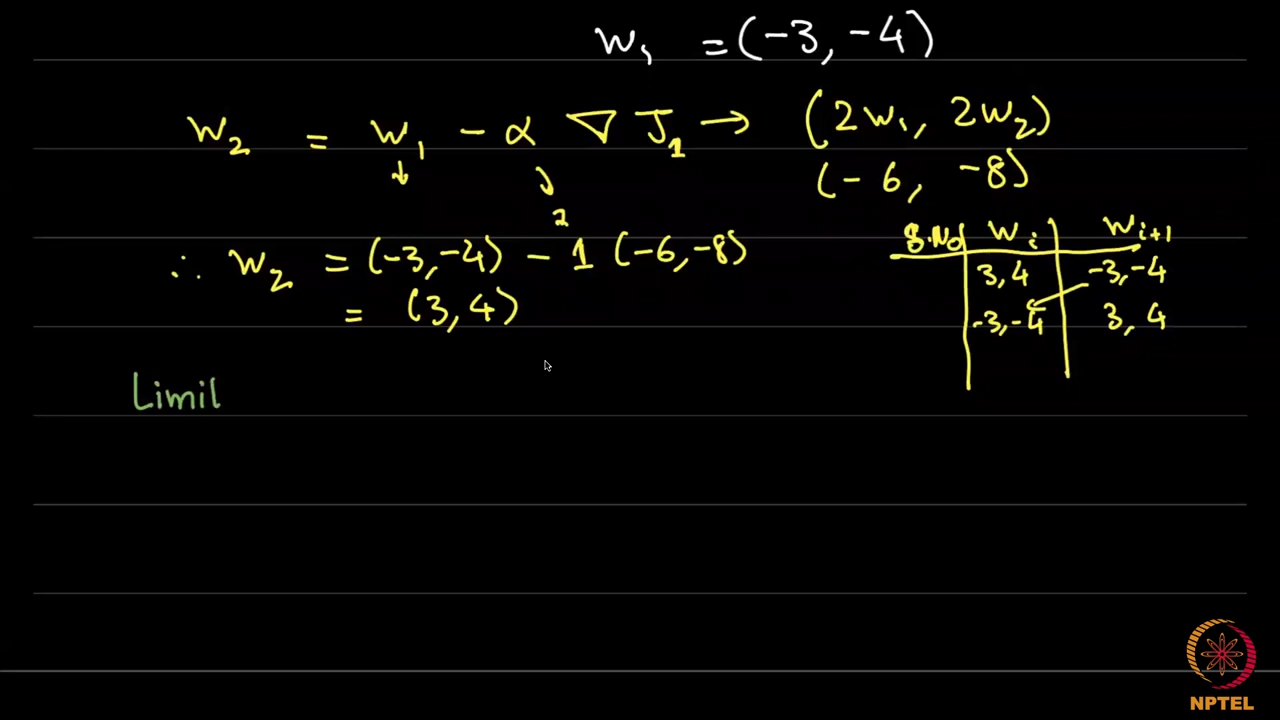 w₁ = (-3, -4)
W₂ = W₁ - α ∇ J₁ → (2w₁, 2w₂)
↓
(-6, -8)
∴ W₂ = (-3, -4) - 1 (-6, -8)
= (3, 4)
S.No Wᵢ Wᵢ₊₁
3, 4 -3, -4
-3, -4 3, 4
Limil
NPTEL